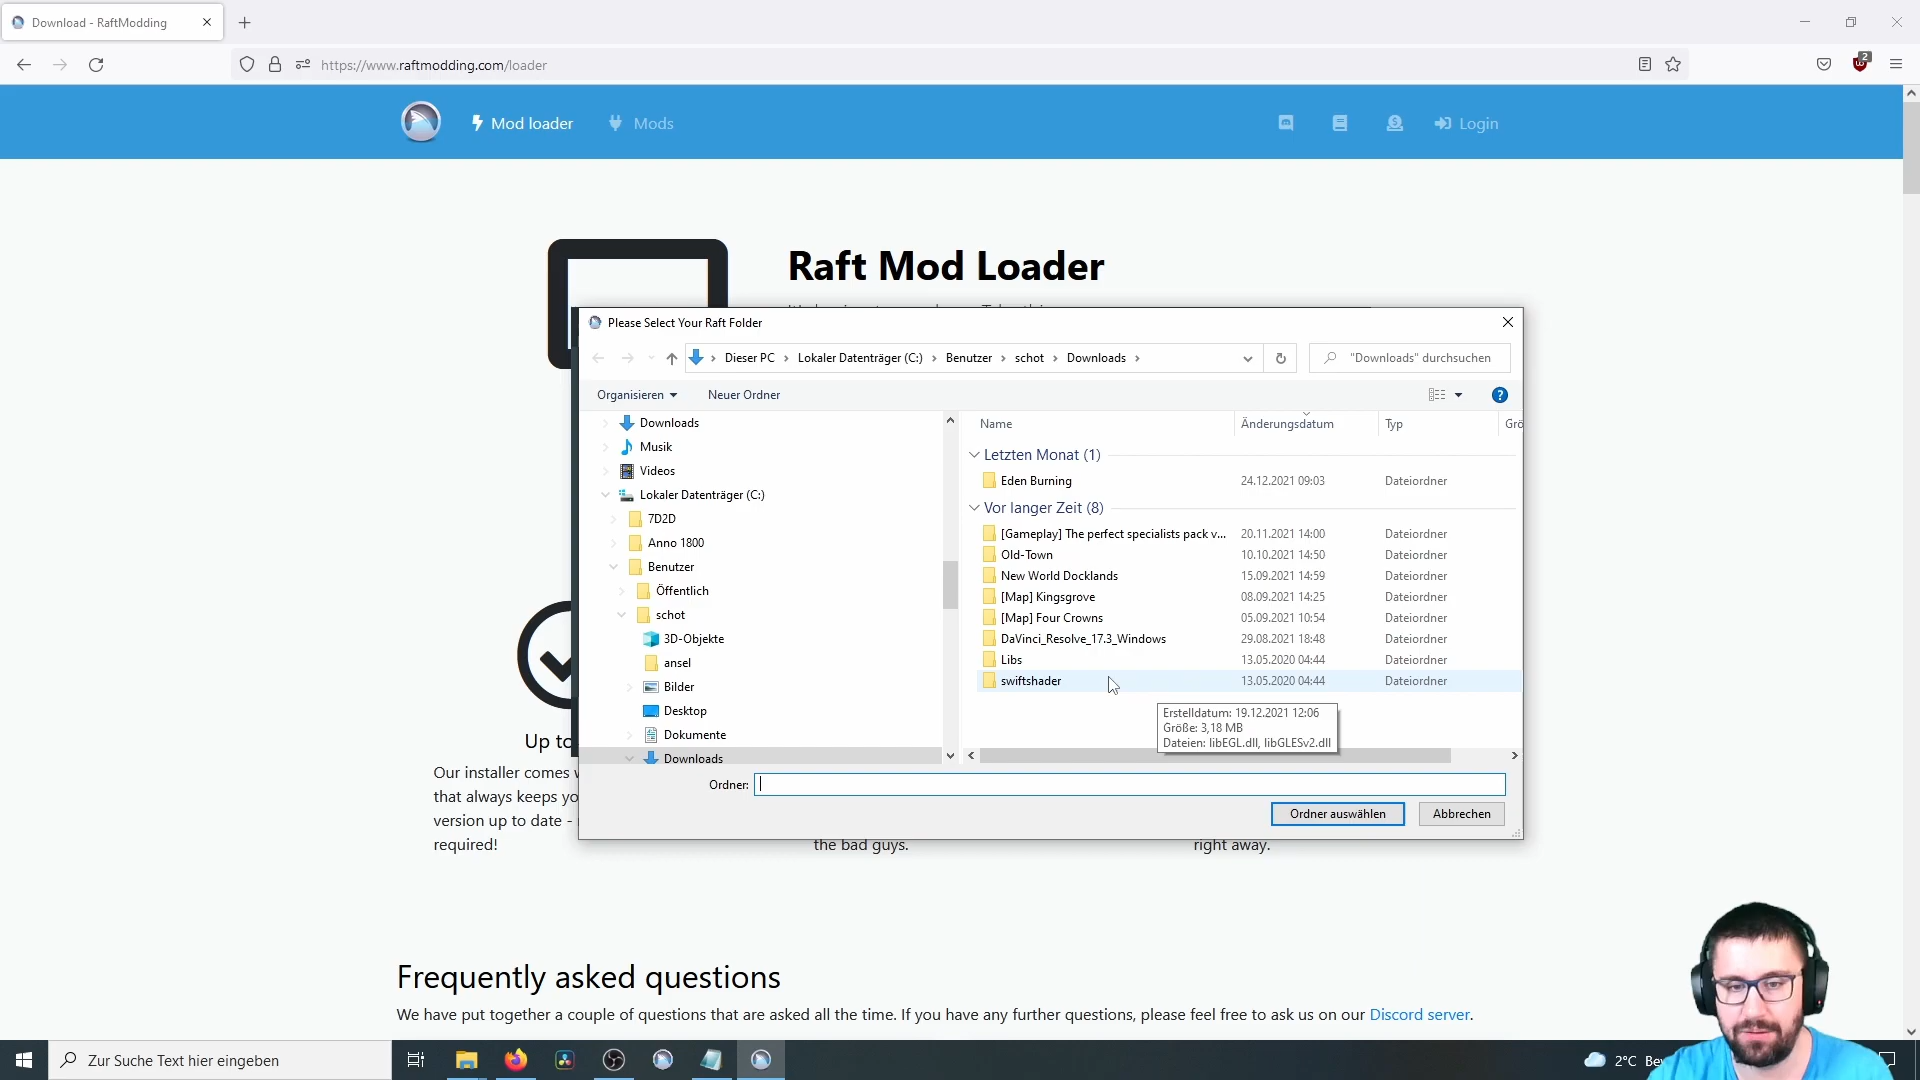 Download - RaftModding
https://www.raftmodding.com/loader
2
Mod loader
Mods
Login
Raft Mod Loader
Please Select Your Raft Folder
Dieser PC
Lokaler Datenträger (C:)
Benutzer
schot
Downloads
"Downloads" durchsuchen
Organisieren
Neuer Ordner
Downloads
Musik
Videos
Lokaler Datenträger (C:)
7D2D
Anno 1800
Benutzer
Öffentlich
schot
3D-Objekte
ansel
Bilder
Desktop
Dokumente
Downloads
Name Änderungsdatum Typ Grö
Letzten Monat (1)
Eden Burning 24.12.2021 09:03 Dateiordner
Vor langer Zeit (8)
[Gameplay] The perfect specialists pack v... 20.11.2021 14:00 Dateiordner
Old-Town 10.10.2021 14:50 Dateiordner
New World Docklands 15.09.2021 14:59 Dateiordner
[Map] Kingsgrove 08.09.2021 14:25 Dateiordner
[Map] Four Crowns 05.09.2021 10:54 Dateiordner
DaVinci_Resolve_17.3_Windows 29.08.2021 18:48 Dateiordner
Libs 13.05.2020 04:44 Dateiordner
swiftshader 13.05.2020 04:44 Dateiordner
Erstelldatum: 19.12.2021 12:06
Größe: 3,18 MB
Dateien: libEGL.dll, libGLESv2.dll
Ordner:
Ordner auswählen
Abbrechen
Up to
Our installer comes
that always keeps yo
version up to date -
required!
the bad guys.
right away.
Frequently asked questions
We have put together a couple of questions that are asked all the time. If you have any further questions, please feel free to ask us on our Discord server.
Zur Suche Text hier eingeben
2°C Be